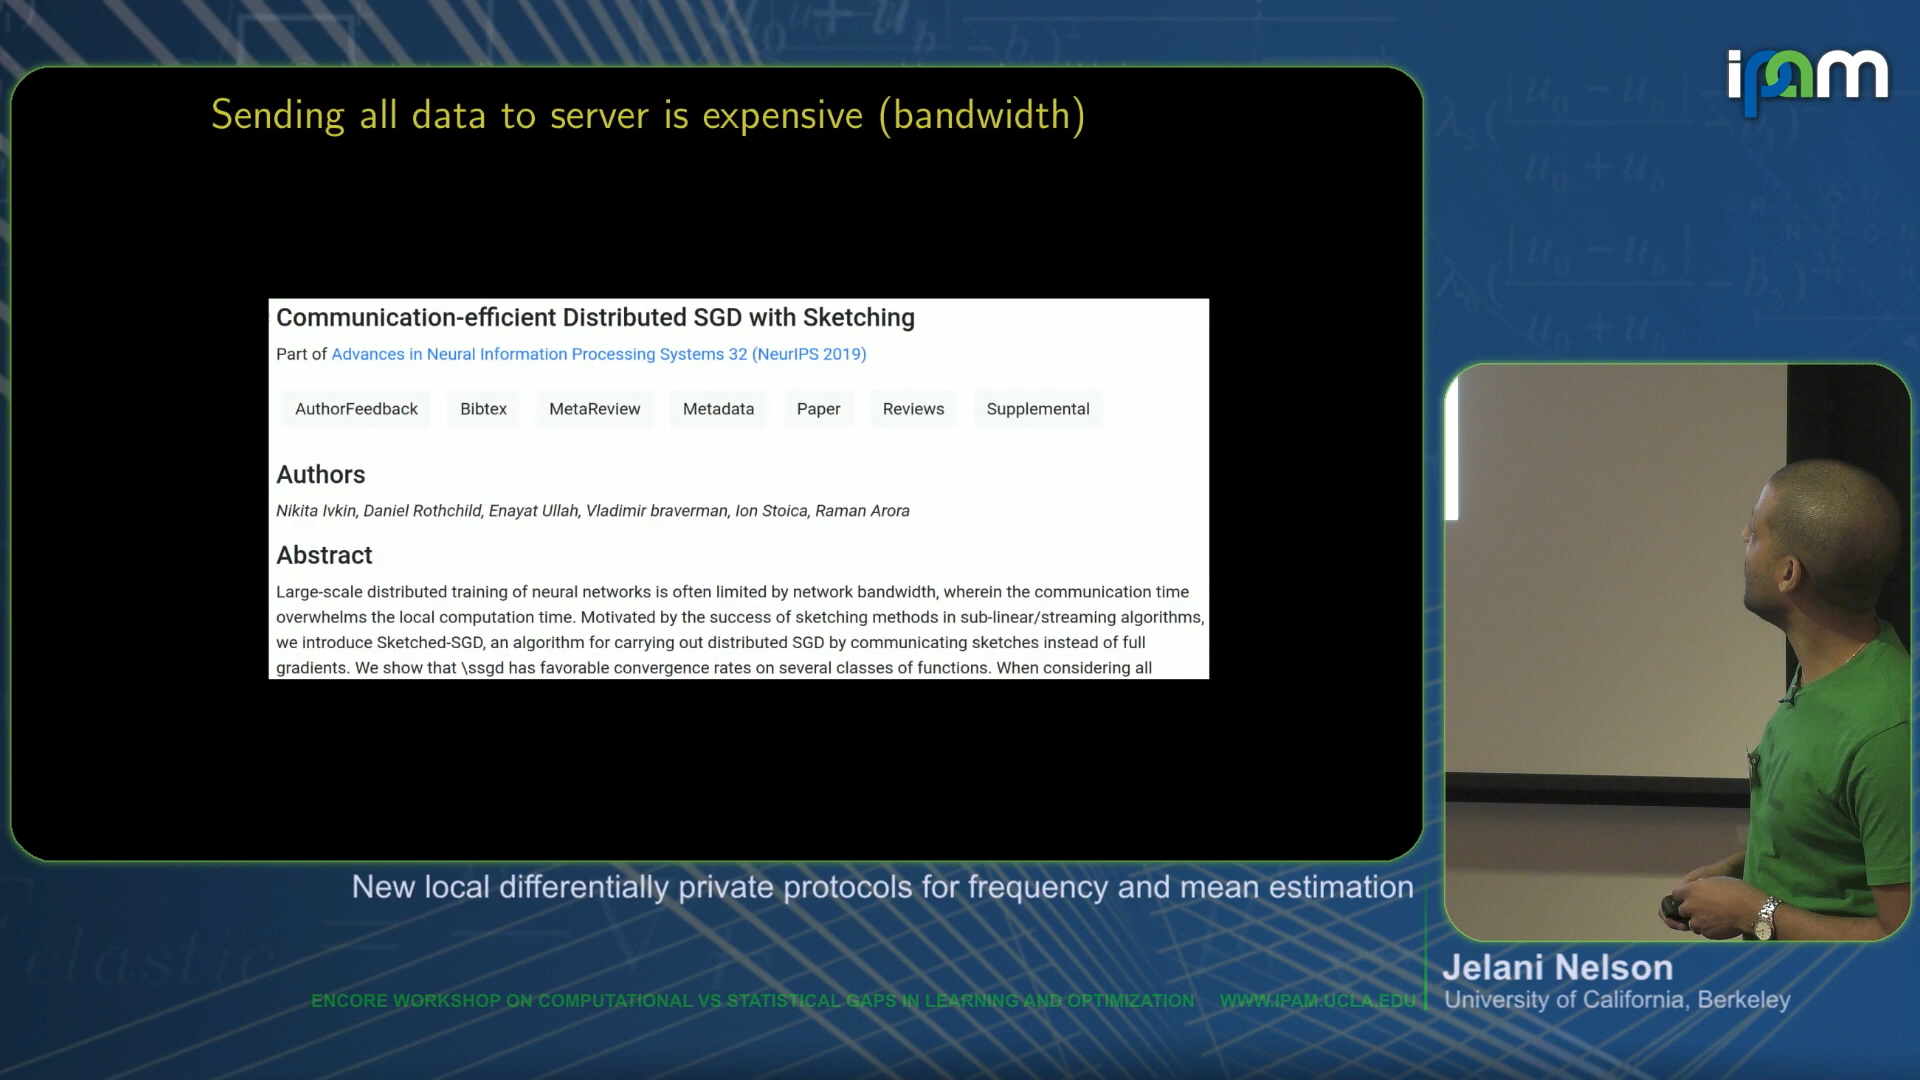 ipam
Sending all data to server is expensive (bandwidth)
Communication-efficient Distributed SGD with Sketching
Part of Advances in Neural Information Processing Systems 32 (NeurIPS 2019)
AuthorFeedback Bibtex MetaReview Metadata Paper Reviews Supplemental
Authors
Nikita Ivkin, Daniel Rothchild, Enayat Ullah, Vladimir braverman, Ion Stoica, Raman Arora
Abstract
Large-scale distributed training of neural networks is often limited by network bandwidth, wherein the communication time
overwhelms the local computation time. Motivated by the success of sketching methods in sub-linear/streaming algorithms,
we introduce Sketched-SGD, an algorithm for carrying out distributed SGD by communicating sketches instead of full
gradients. We show that \ssgd has favorable convergence rates on several classes of functions. When considering all
New local differentially private protocols for frequency and mean estimation
Jelani Nelson
University of California, Berkeley
ENCORE WORKSHOP ON COMPUTATIONAL VS STATISTICAL GAPS IN LEARNING AND OPTIMIZATION WWW.IPAM.UCLA.EDU
elastic